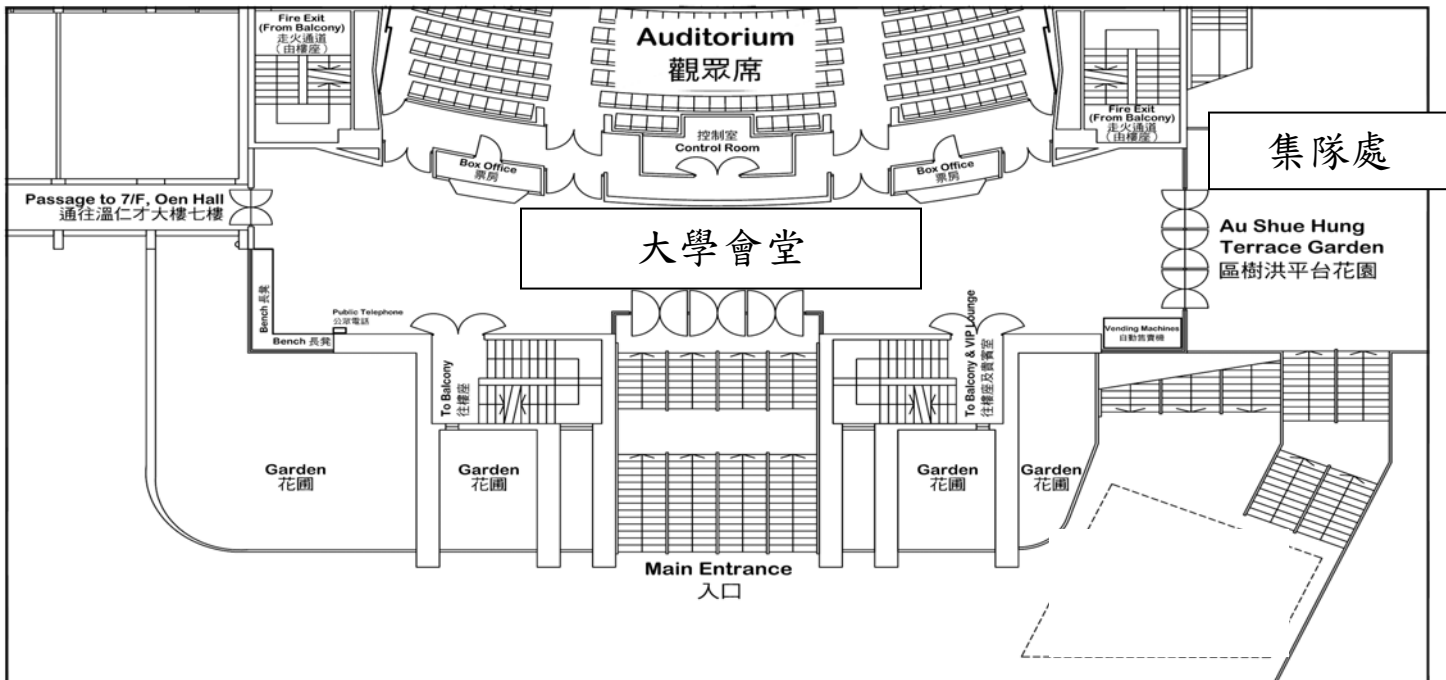 Fire Exit
(From Balcony)
走火通道
(由樓座)
Auditorium
觀眾席
控制室
Control Room
Box Office
票房
Box Office
票房
Fire Exit
(From Balcony)
走火通道
(由樓座)
集隊處
Passage to 7/F, Oen Hall
通往溫仁才大樓七樓
大學會堂
Au Shue Hung
Terrace Garden
區樹洪平台花園
Bench 長凳
Public Telephone
公眾電話
Bench 長凳
To Balcony
往樓座
To Balcony & VIP Lounge
往樓座及貴賓室
Vending Machines
自動售賣機
Garden
花圃
Garden
花圃
Garden
花圃
Garden
花圃
Main Entrance
入口